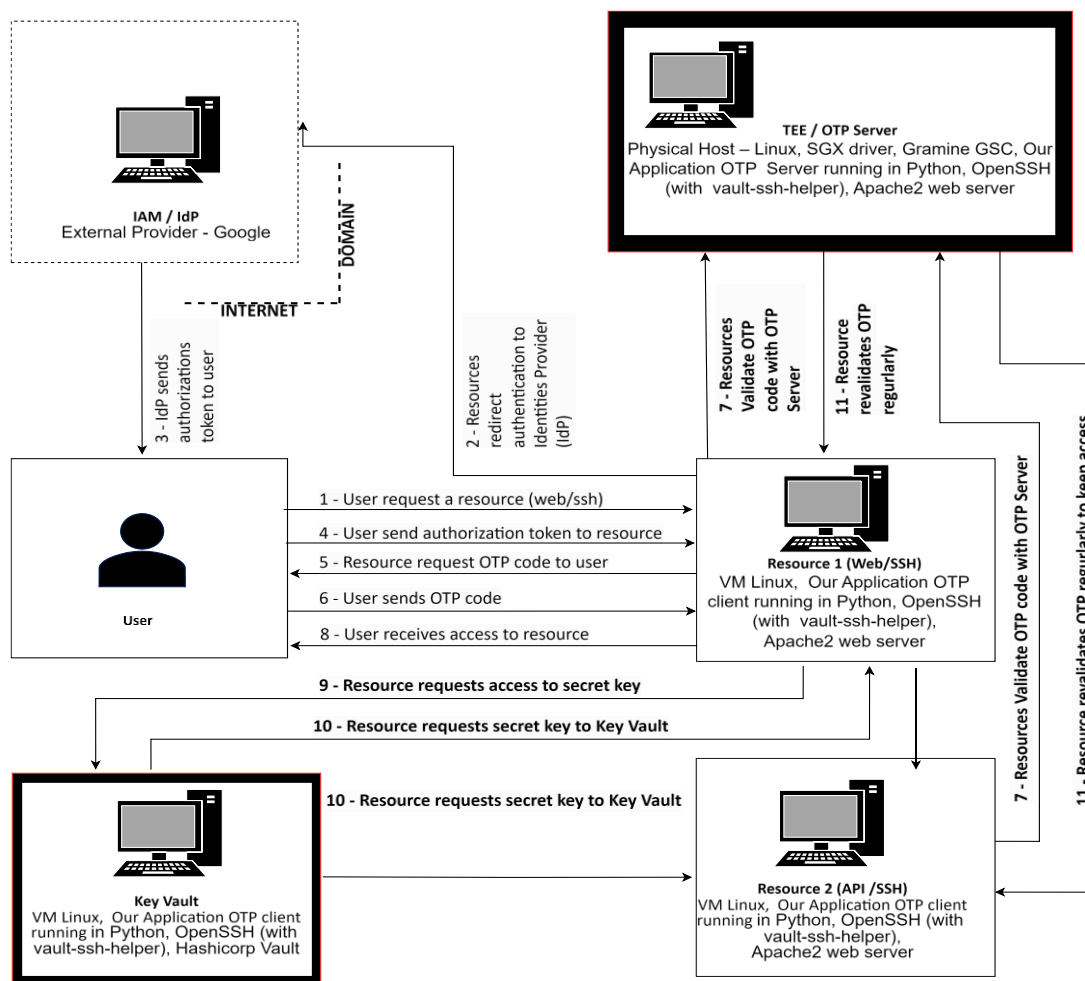 IAM / IdP
External Provider - Google
TEE / OTP Server
Physical Host – Linux, SGX driver, Gramine GSC, Our
Application OTP Server running in Python, OpenSSH
(with vault-ssh-helper), Apache2 web server
DOMAIN
INTERNET
3 - IdP sends
authorizations
token to user
2 - Resources
redirect
authentication to
Identities Provider
(IdP)
7 - Resources
Validate OTP
code with OTP
Server
11 - Resource
revalidates OTP
regurlarly
User
1 - User request a resource (web/ssh)
4 - User send authorization token to resource
5 - Resource request OTP code to user
6 - User sends OTP code
8 - User receives access to resource
Resource 1 (Web/SSH)
VM Linux, Our Application OTP
client running in Python, OpenSSH
(with vault-ssh-helper),
Apache2 web server
9 - Resource requests access to secret key
10 - Resource requests secret key to Key Vault
10 - Resource requests secret key to Key Vault
7 - Resources Validate OTP code with OTP Server
11 - Resource revalidates OTP regurlarly to keep access
Key Vault
VM Linux, Our Application OTP client
running in Python, OpenSSH (with
vault-ssh-helper), Hashicorp Vault
Resource 2 (API /SSH)
VM Linux, Our Application OTP client
running in Python, OpenSSH (with
vault-ssh-helper),
Apache2 web server